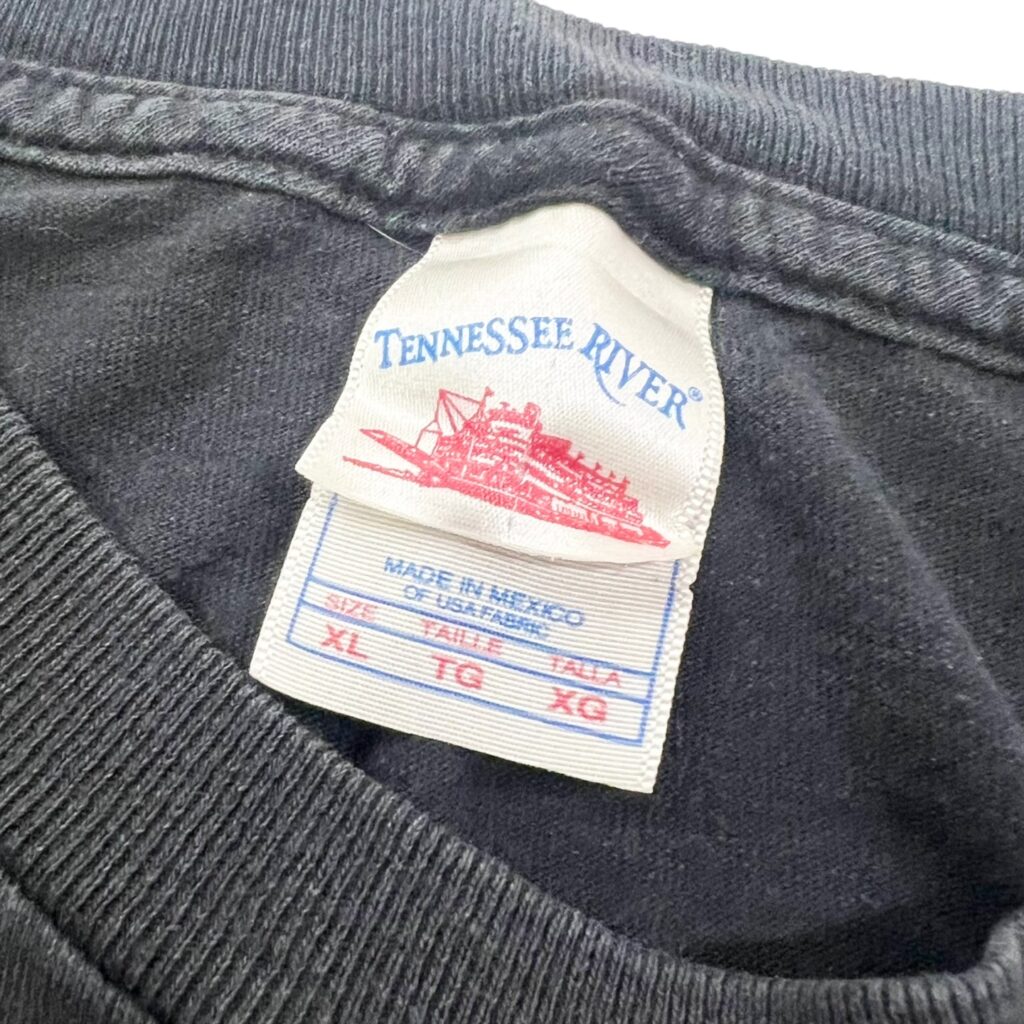 TENNESSEE RIVER®
MADE IN MEXICO
OF USA FABRIC
SIZE TAILLE TALLA
XL TG XG